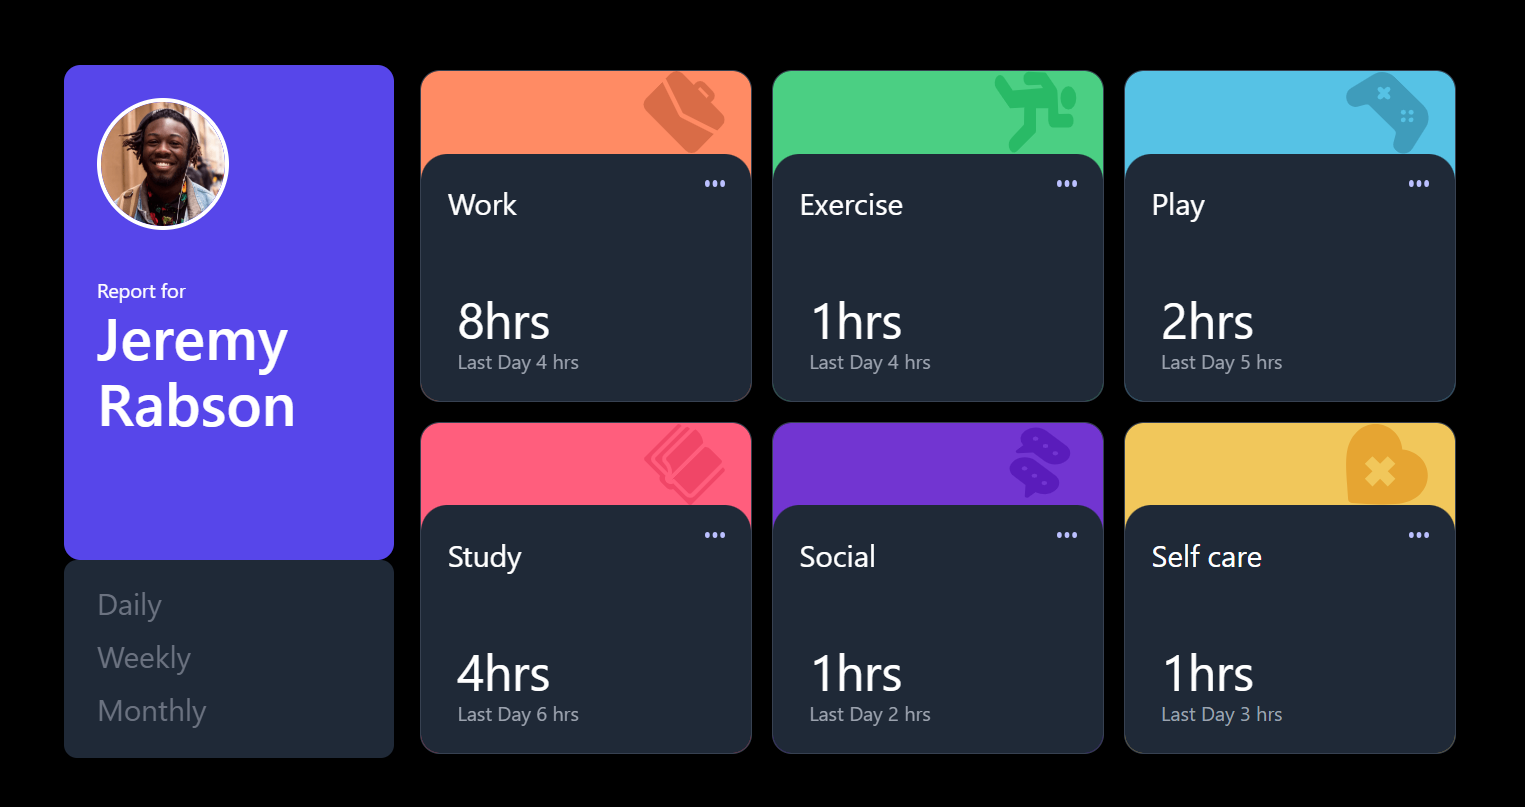 Report for
Jeremy
Rabson
Daily
Weekly
Monthly
Work
8hrs
Last Day 4 hrs
Exercise
1hrs
Last Day 4 hrs
Play
2hrs
Last Day 5 hrs
Study
4hrs
Last Day 6 hrs
Social
1hrs
Last Day 2 hrs
Self care
1hrs
Last Day 3 hrs